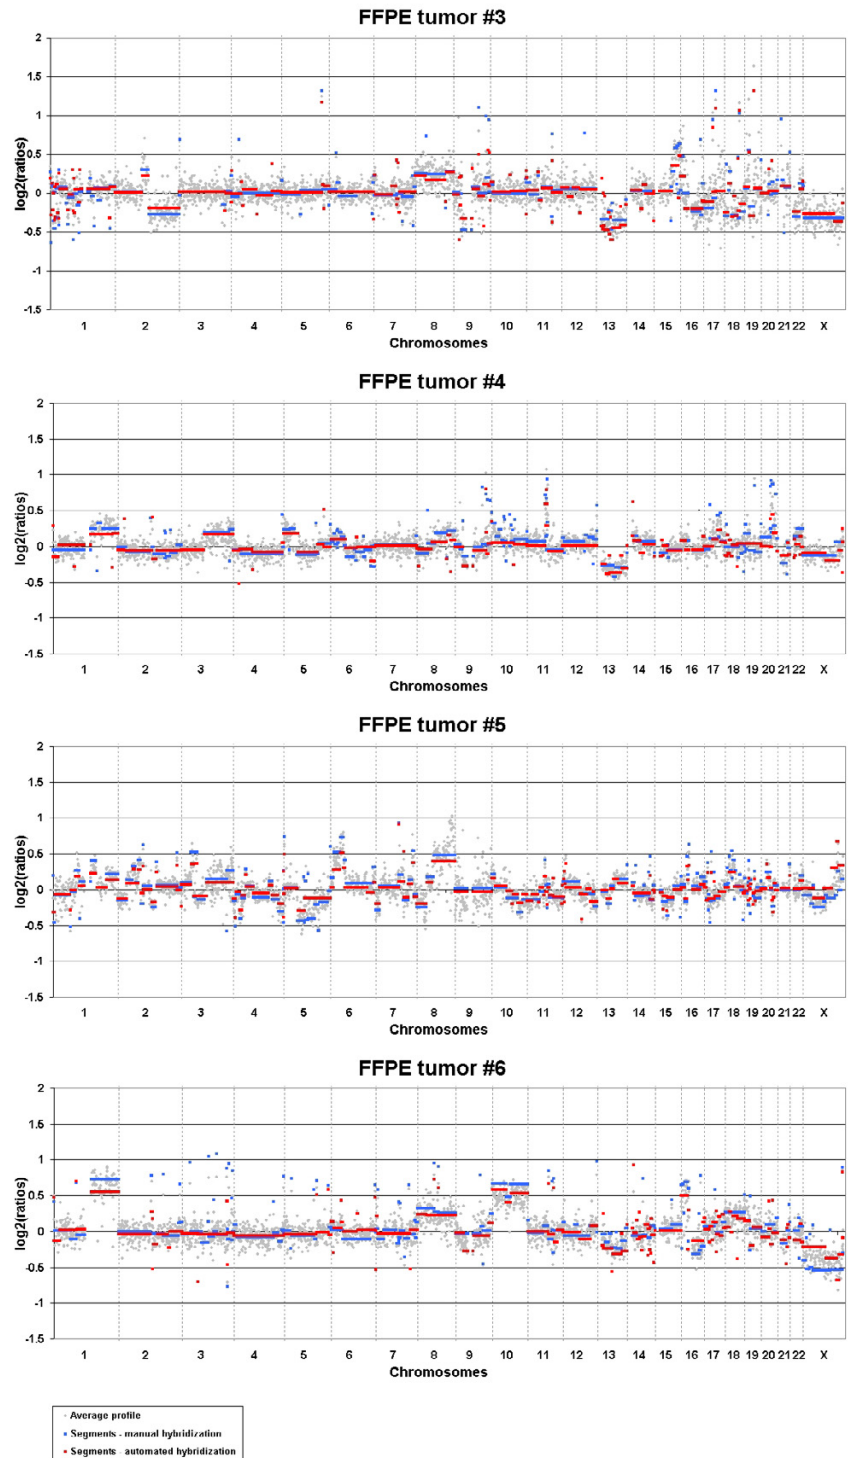 FFPE tumor #3
2
1.5
1
0.5
0
-0.5
-1
-1.5
log2(ratios)
1 2 3 4 5 6 7 8 9 10 11 12 13 14 15 16 17 18 19 20 21 22 X
Chromosomes
FFPE tumor #4
2
1.5
1
0.5
0
-0.5
-1
-1.5
log2(ratios)
1 2 3 4 5 6 7 8 9 10 11 12 13 14 15 16 17 18 19 20 21 22 X
Chromosomes
FFPE tumor #5
2
1.5
1
0.5
0
-0.5
-1
-1.5
log2(ratios)
1 2 3 4 5 6 7 8 9 10 11 12 13 14 15 16 17 18 19 20 21 22 X
Chromosomes
FFPE tumor #6
2
1.5
1
0.5
0
-0.5
-1
-1.5
log2(ratios)
1 2 3 4 5 6 7 8 9 10 11 12 13 14 15 16 17 18 19 20 21 22 X
Chromosomes
Average profile
Segments - manual hybridization
Segments - automated hybridization